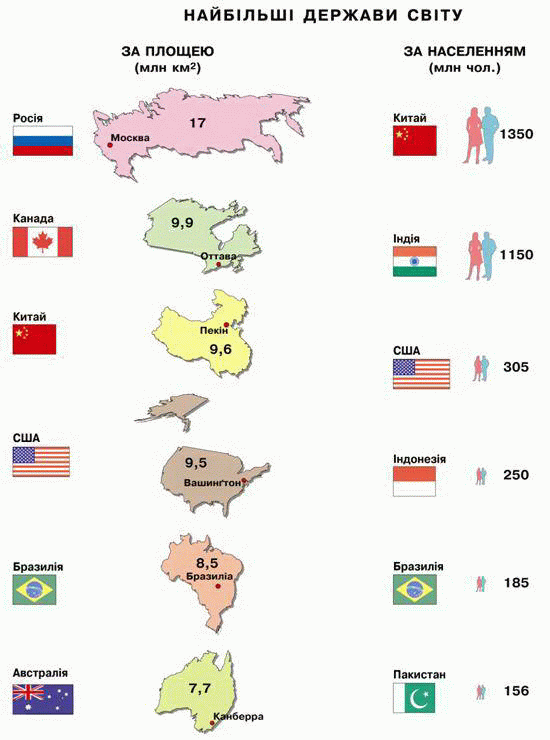 НАЙБІЛЬШІ ДЕРЖАВИ СВІТУ
ЗА ПЛОЩЕЮ
(млн км²)
Росія
17
Москва
Канада
9,9
Оттава
Китай
Пекін
9,6
США
9,5
Вашинґтон
Бразилія
8,5
Бразиліа
Австралія
7,7
Канберра
ЗА НАСЕЛЕННЯМ
(млн чол.)
Китай
1350
Індія
1150
США
305
Індонезія
250
Бразилія
185
Пакистан
156